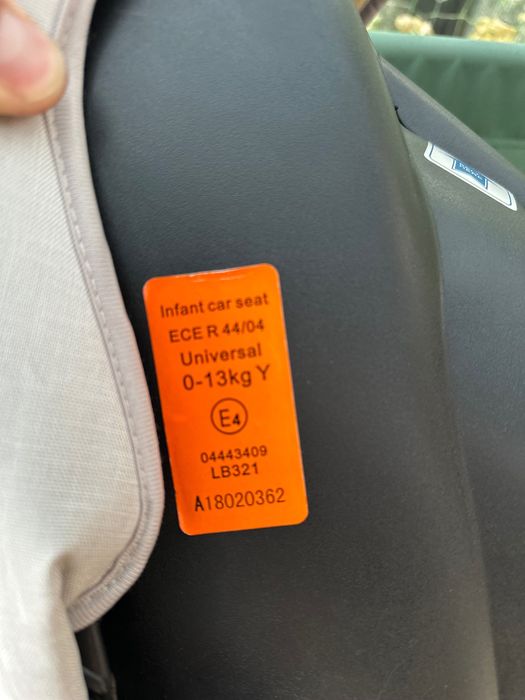 Infant car seat
ECE R 44/04
Universal
0-13kg Y
E4
04443409
LB321
A18020362